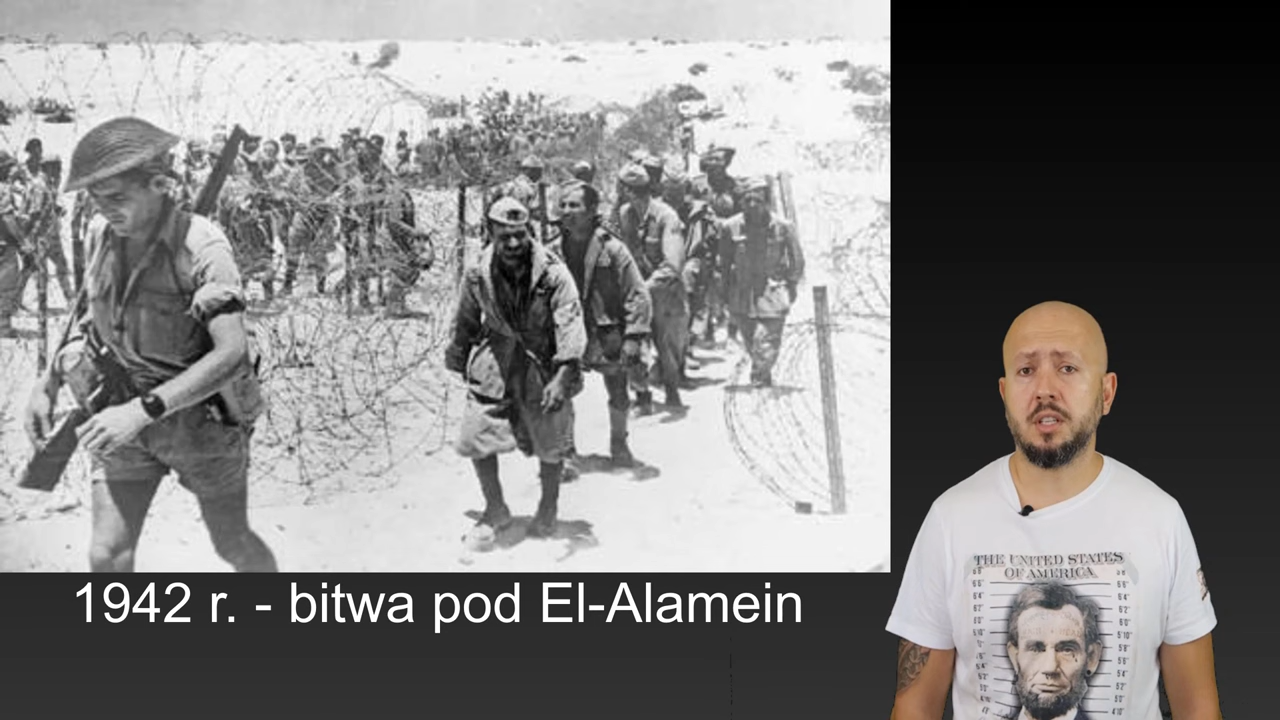 1942 r. - bitwa pod El-Alamein
THE UNITED STATES
OF AMERICA